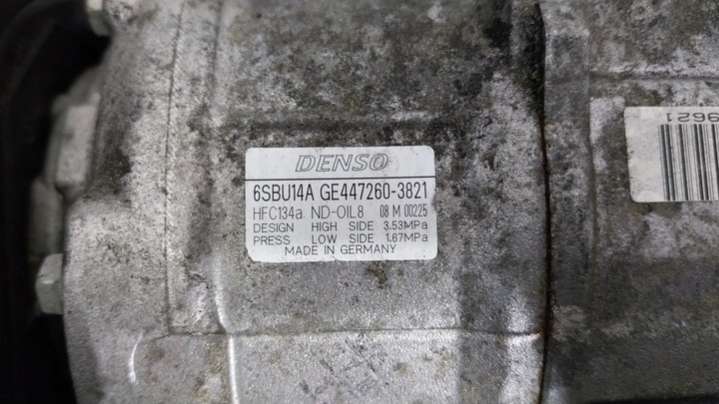 DENSO
6SBU14A GE447260-3821
HFC134a ND-OIL8 08 M 00225
DESIGN HIGH SIDE 3.53MPa
PRESS LOW SIDE 1.67MPa
MADE IN GERMANY
9621